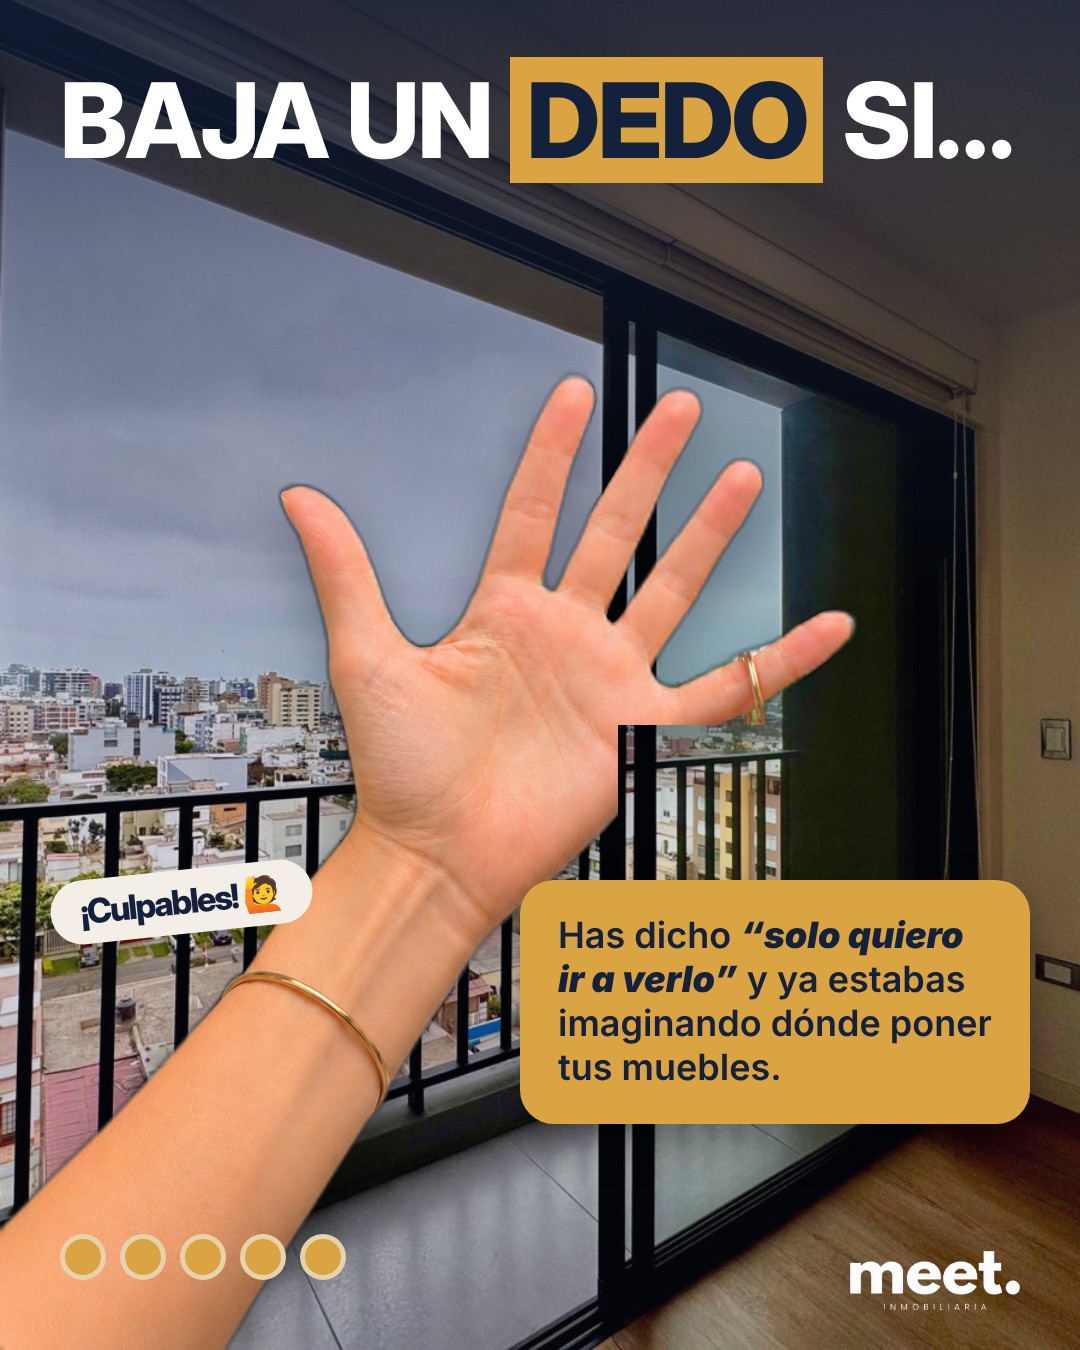 BAJA UN DEDO SI...
¡Culpables! 🙋
Has dicho “solo quiero
ir a verlo” y ya estabas
imaginando dónde poner
tus muebles.
meet.
INMOBILIARIA